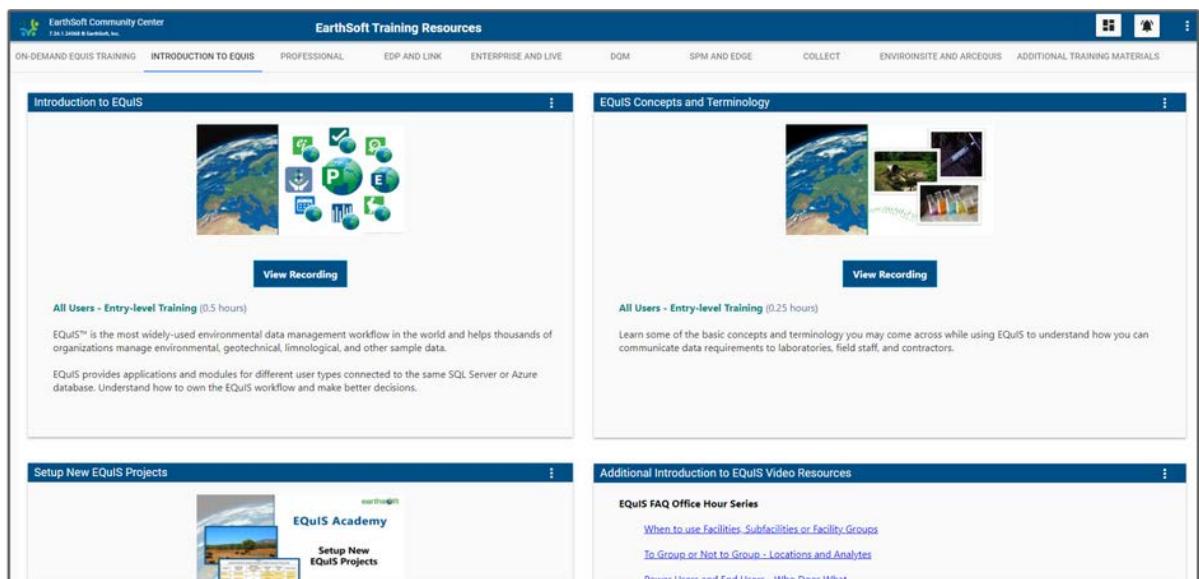 EarthSoft Community Center
EarthSoft Training Resources
ON-DEMAND EQUIS TRAINING INTRODUCTION TO EQUIS PROFESSIONAL EDP AND LINK ENTERPRISE AND LIVE DQM SPM AND EDGE COLLECT ENVIROINSITE AND ARCEQUIS ADDITIONAL TRAINING MATERIALS
Introduction to EQuIS
View Recording
All Users - Entry-level Training (0.5 hours)
EQuIS™ is the most widely-used environmental data management workflow in the world and helps thousands of
organizations manage environmental, geotechnical, limnological, and other sample data.
EQuIS provides applications and modules for different user types connected to the same SQL Server or Azure
database. Understand how to own the EQuIS workflow and make better decisions.
EQuIS Concepts and Terminology
View Recording
All Users - Entry-level Training (0.25 hours)
Learn some of the basic concepts and terminology you may come across while using EQuIS to understand how you can
communicate data requirements to laboratories, field staff, and contractors.
Setup New EQuIS Projects
earthsoft
EQuIS Academy
Setup New
EQuIS Projects
Additional Introduction to EQuIS Video Resources
EQuIS FAQ Office Hour Series
When to use Facilities, Subfacilities or Facility Groups
To Group or Not to Group - Locations and Analytes
Power Users and End Users - Who Does What